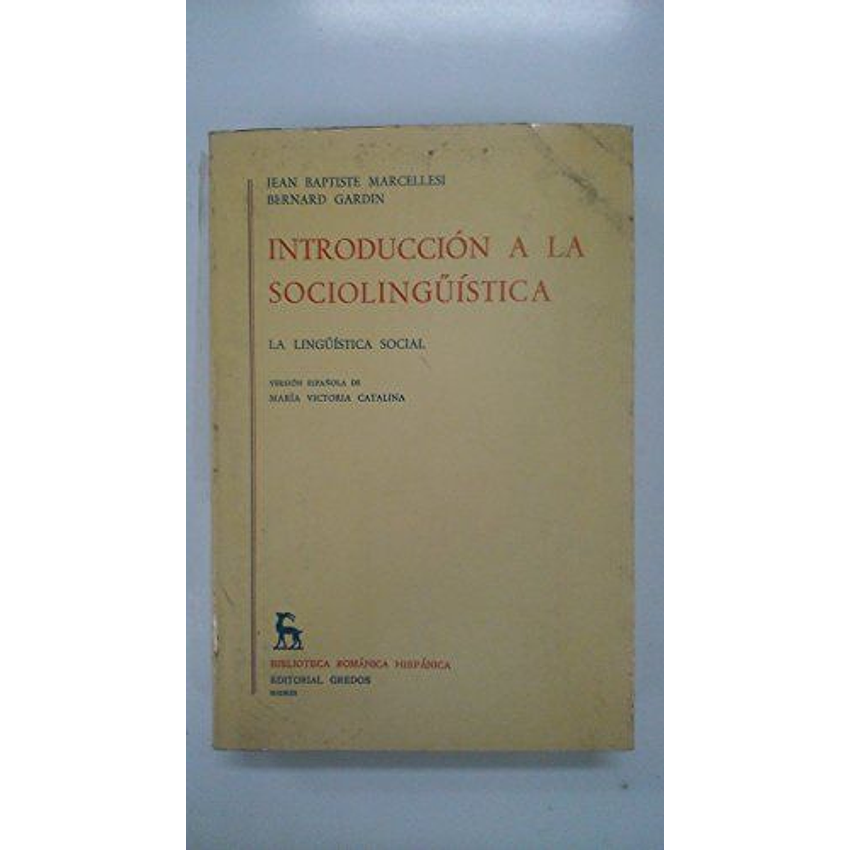 JEAN BAPTISTE MARCELLESI
BERNARD GARDIN
INTRODUCCIÓN A LA
SOCIOLINGÜÍSTICA
LA LINGÜÍSTICA SOCIAL
VERSIÓN ESPAÑOLA DE
MARÍA VICTORIA CATALINA
BIBLIOTECA ROMÁNICA HISPÁNICA
EDITORIAL GREDOS
MADRID